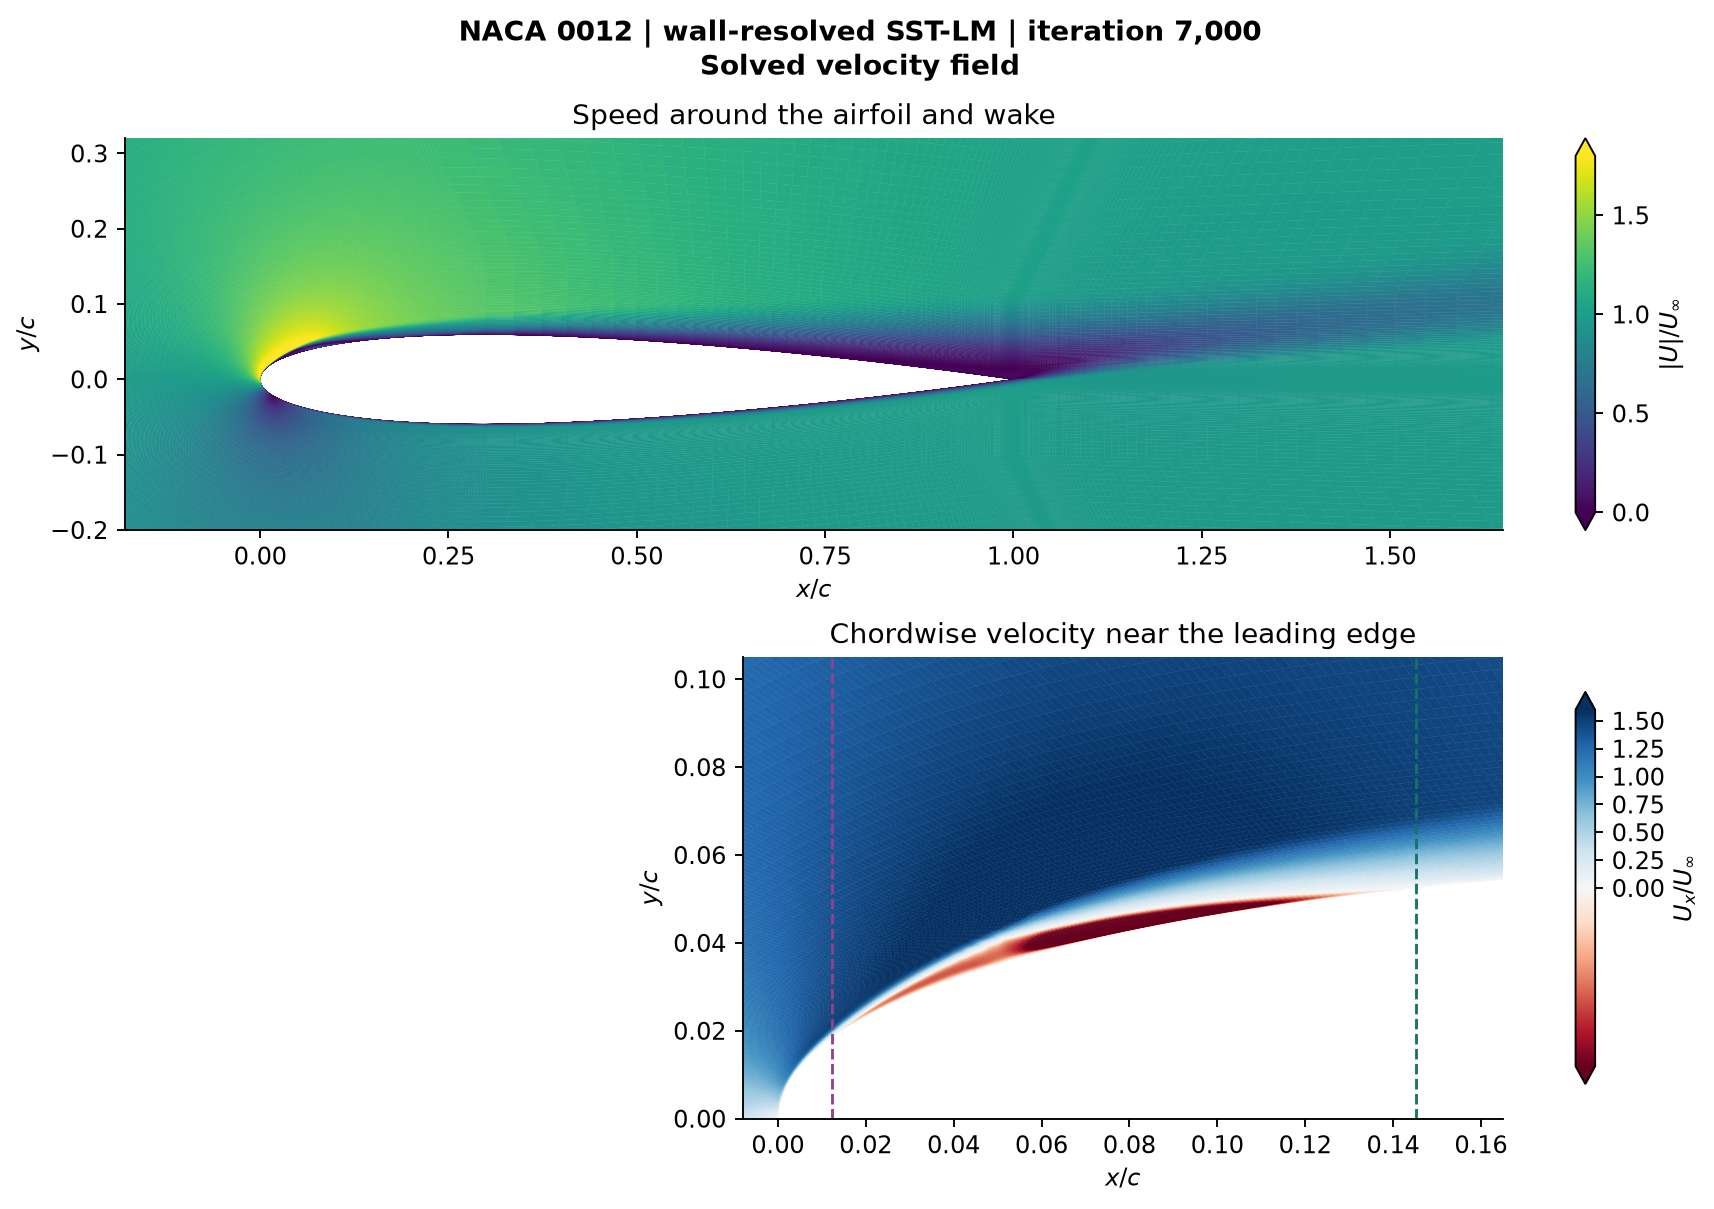 NACA 0012 | wall-resolved SST-LM | iteration 7,000
Solved velocity field
Speed around the airfoil and wake
0.3
0.2
0.1
0.0
−0.1
−0.2
y/c
0.00 0.25 0.50 0.75 1.00 1.25 1.50
x/c
1.5
1.0
0.5
0.0
|U|/U∞
Chordwise velocity near the leading edge
0.10
0.08
0.06
0.04
0.02
0.00
y/c
0.00 0.02 0.04 0.06 0.08 0.10 0.12 0.14 0.16
x/c
1.50
1.25
1.00
0.75
0.50
0.25
0.00
Ux/U∞